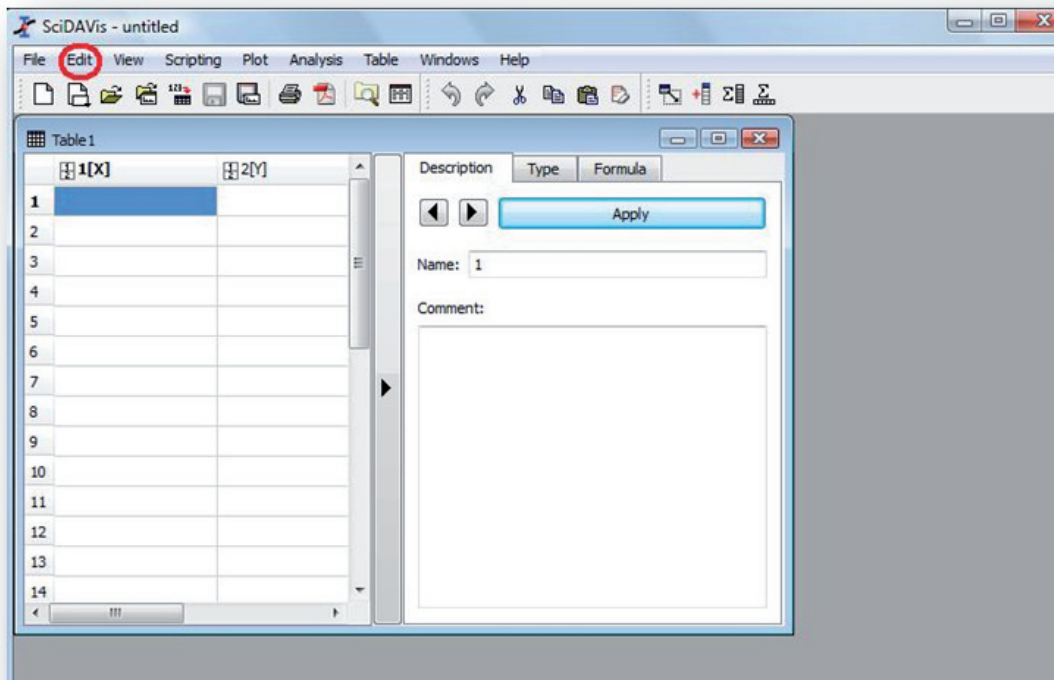 SciDAVis - untitled
File Edit View Scripting Plot Analysis Table Windows Help
Table1
1[X] 2[Y]
Description Type Formula
1
Apply
2
3
Name: 1
4
Comment:
5
6
7
8
9
10
11
12
13
14